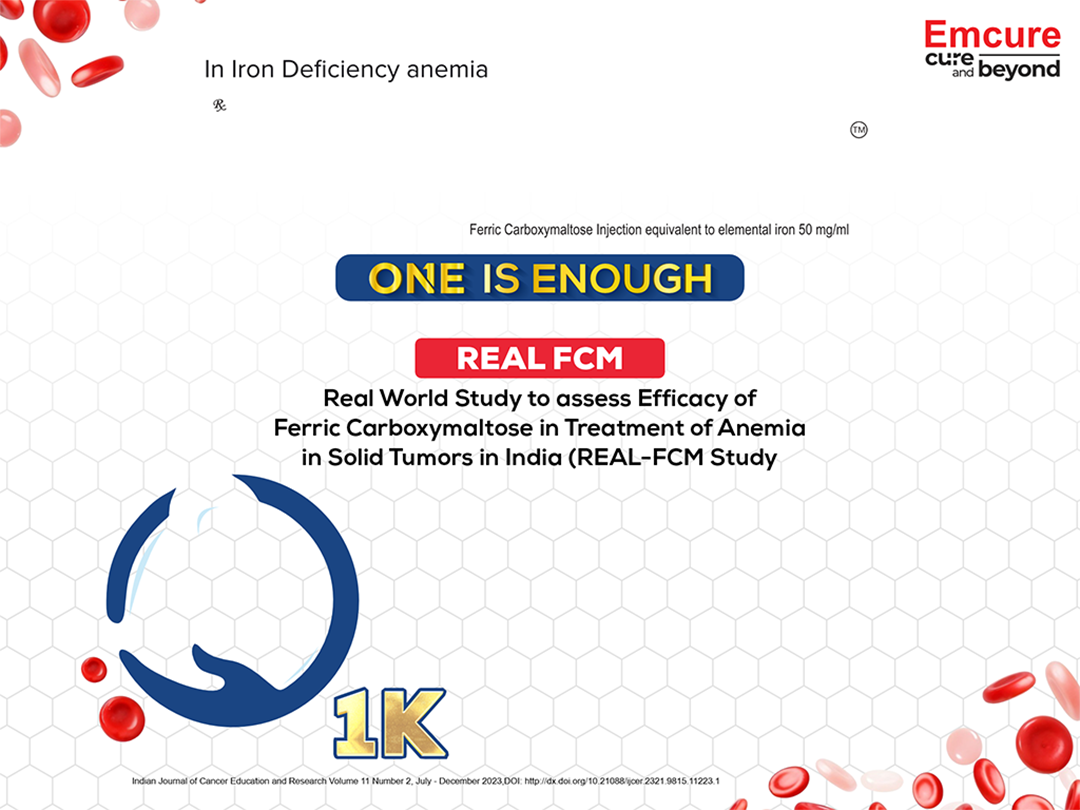 Emcure
cure
and beyond
In Iron Deficiency anemia
℞
TM
Ferric Carboxymaltose Injection equivalent to elemental iron 50 mg/ml
ONE IS ENOUGH
REAL FCM
Real World Study to assess Efficacy of
Ferric Carboxymaltose in Treatment of Anemia
in Solid Tumors in India (REAL-FCM Study
1K
Indian Journal of Cancer Education and Research Volume 11 Number 2, July - December 2023,DOI: http://dx.doi.org/10.21088/ijcer.2321.9815.11223.1